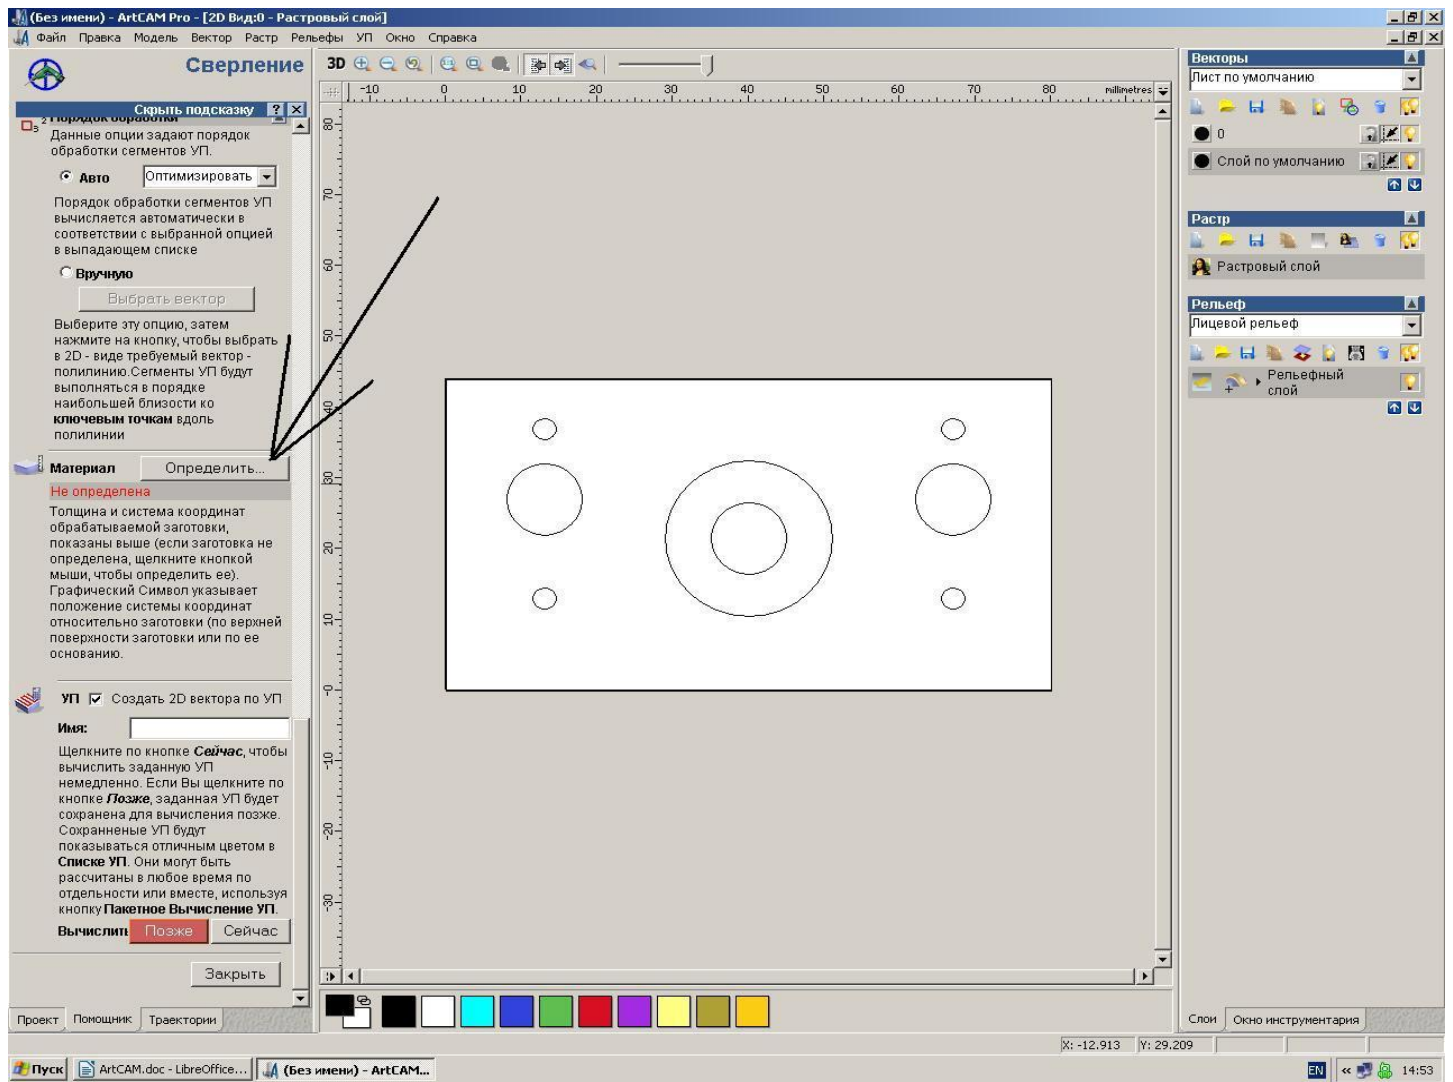 (Без имени) - ArtCAM Pro - [2D Вид:0 - Растровый слой]
Файл Правка Модель Вектор Растр Рельефы УП Окно Справка
Сверление
Скрыть подсказку ? X
Порядок обработки
Данные опции задают порядок
обработки сегментов УП.
Авто Оптимизировать
Порядок обработки сегментов УП
вычисляется автоматически в
соответствии с выбранной опцией
в выпадающем списке
Вручную
Выбрать вектор
Выберите эту опцию, затем
нажмите на кнопку, чтобы выбрать
в 2D - виде требуемый вектор -
полилинию.Сегменты УП будут
выполняться в порядке
наибольшей близости ко
ключевым точкам вдоль
полилинии
Материал Определить...
Не определена
Толщина и система координат
обрабатываемой заготовки,
показаны выше (если заготовка не
определена, щелкните кнопкой
мыши, чтобы определить ее).
Графический Символ указывает
положение системы координат
относительно заготовки (по верхней
поверхности заготовки или по ее
основанию.
УП Создать 2D вектора по УП
Имя:
Щелкните по кнопке Сейчас, чтобы
вычислить заданную УП
немедленно. Если Вы щелкните по
кнопке Позже, заданная УП будет
сохранена для вычисления позже.
Сохранненые УП будут
показываться отличным цветом в
Списке УП. Они могут быть
рассчитаны в любое время по
отдельности или вместе, используя
кнопку Пакетное Вычисление УП.
Вычислить Позже Сейчас
Закрыть
Проект Помощник Траектории
3D
-10 0 10 20 30 40 50 60 70 80 millimetres
80
70
60
50
40
30
20
10
-0
-10
-20
-30
Векторы
Лист по умолчанию
0
Слой по умолчанию
Растр
Растровый слой
Рельеф
Лицевой рельеф
Рельефный
слой
Слои Окно инструментария
X: -12.913 Y: 29.209
Пуск ArtCAM.doc - LibreOffice... (Без имени) - ArtCAM... EN « 14:53